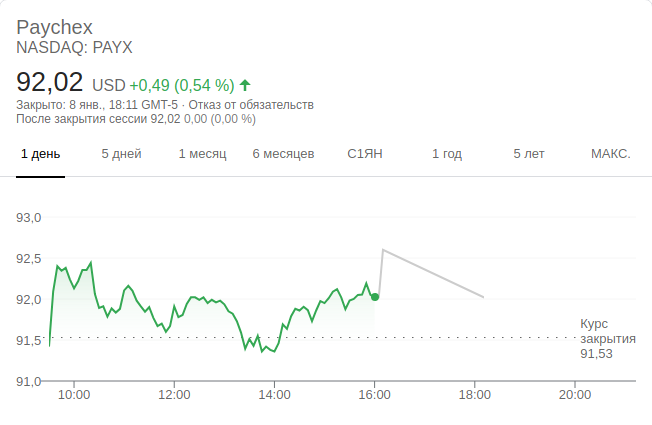 Paychex
NASDAQ: PAYX
92,02 USD +0,49 (0,54 %)
Закрыто: 8 янв., 18:11 GMT-5 · Отказ от обязательств
После закрытия сессии 92,02 0,00 (0,00 %)
1 день 5 дней 1 месяц 6 месяцев С1ЯН 1 год 5 лет МАКС.
93,0
92,5
92,0
91,5
91,0
Курс
закрытия
91,53
10:00 12:00 14:00 16:00 18:00 20:00